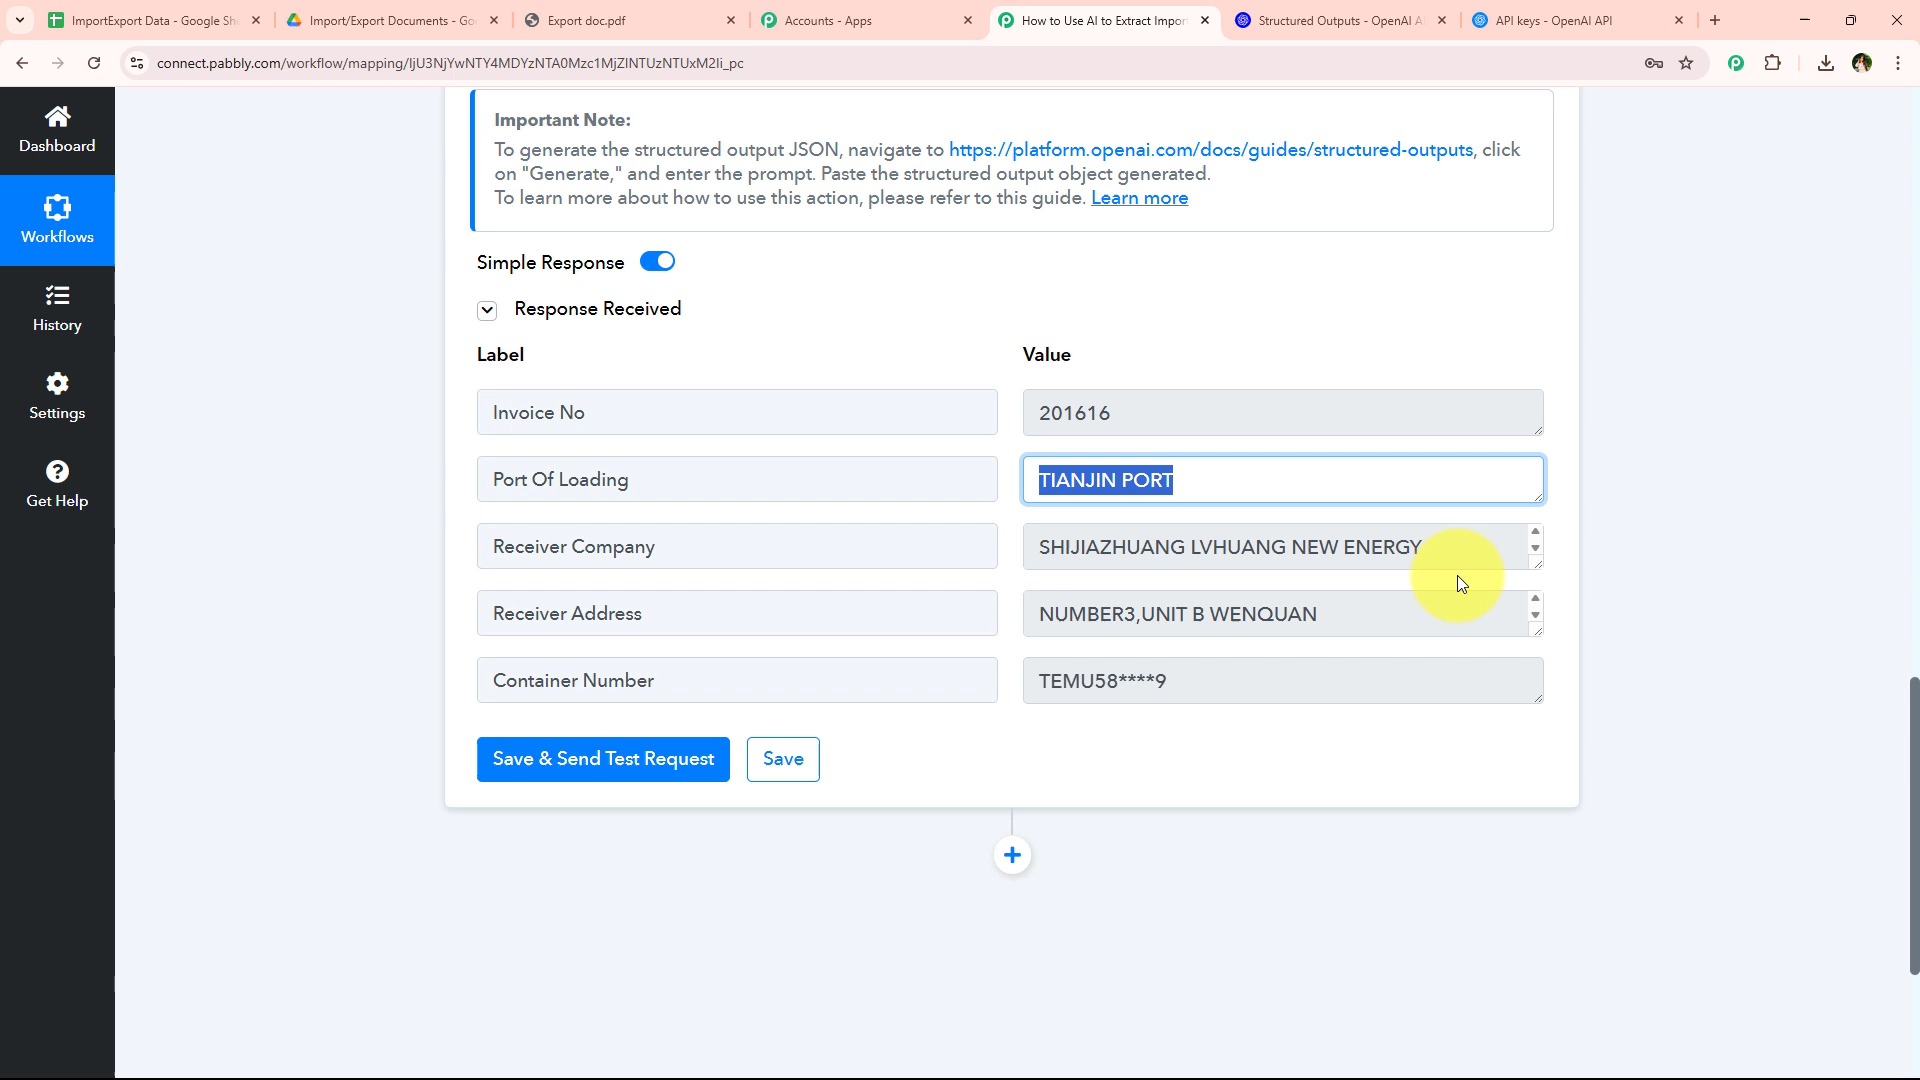 ImportExport Data - Google She
Import/Export Documents - Goo
Export doc.pdf
Accounts - Apps
How to Use AI to Extract Impor
Structured Outputs - OpenAI A
API keys - OpenAI API
connect.pabbly.com/workflow/mapping/IjU3NjYwNTY4MDYzNTA0Mzc1MjZlNTUzNTUxM2Ii_pc
Dashboard
Workflows
History
Settings
Get Help
Important Note:
To generate the structured output JSON, navigate to https://platform.openai.com/docs/guides/structured-outputs, click
on "Generate," and enter the prompt. Paste the structured output object generated.
To learn more about how to use this action, please refer to this guide. Learn more
Simple Response
Response Received
Label Value
Invoice No 201616
Port Of Loading TIANJIN PORT
Receiver Company SHIJIAZHUANG LVHUANG NEW ENERGY
Receiver Address NUMBER3,UNIT B WENQUAN
Container Number TEMU58****9
Save & Send Test Request Save